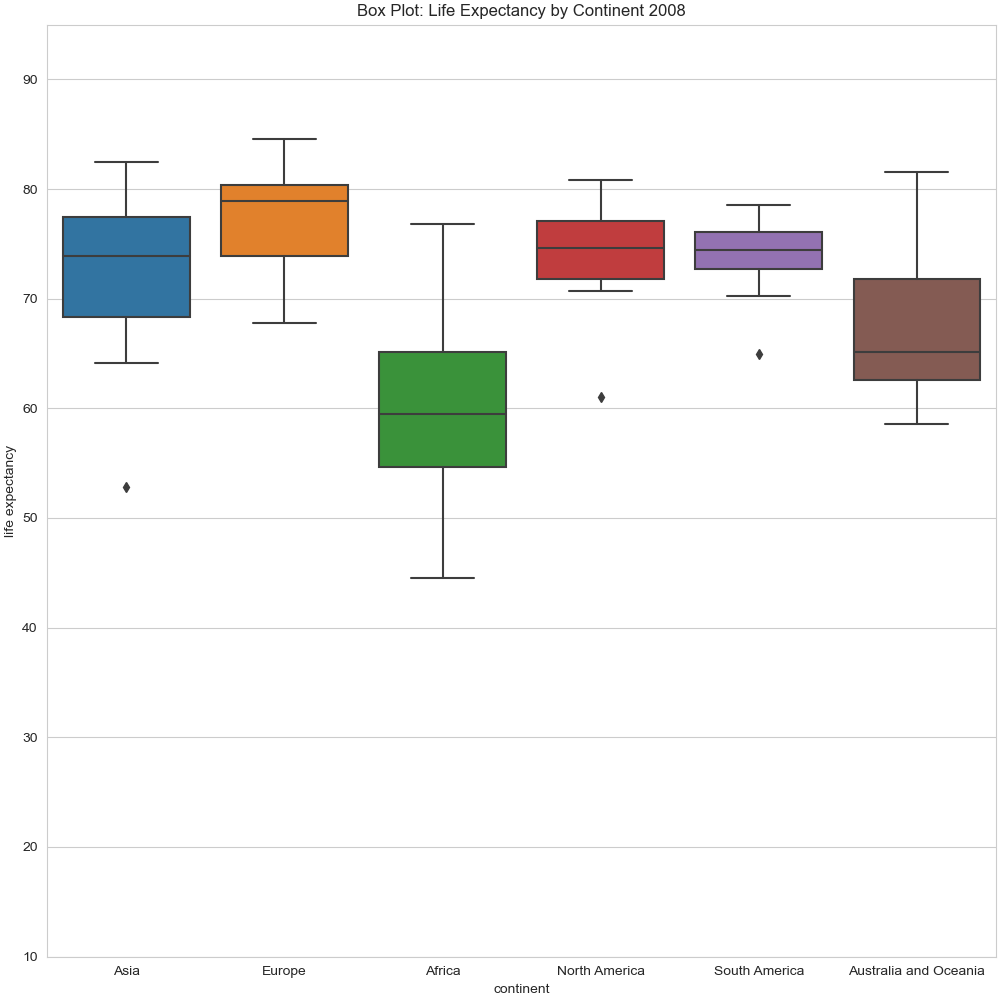 Box Plot: Life Expectancy by Continent 2008
90
80
70
60
50
40
30
20
10
life expectancy
Asia Europe Africa North America South America Australia and Oceania
continent